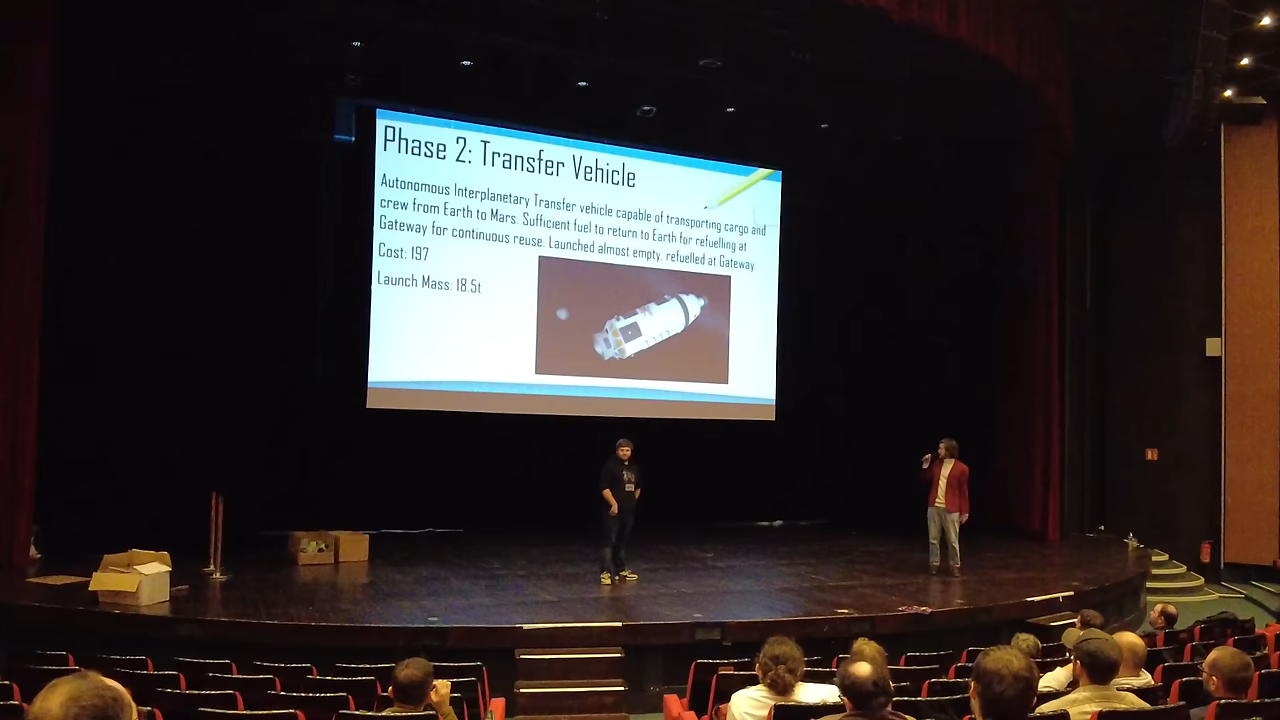 Phase 2: Transfer Vehicle
Autonomous Interplanetary Transfer vehicle capable of transporting cargo and
crew from Earth to Mars. Sufficient fuel to return to Earth for refuelling at
Gateway for continuous reuse. Launched almost empty, refuelled at Gateway
Cost: 197
Launch Mass: 18.5t